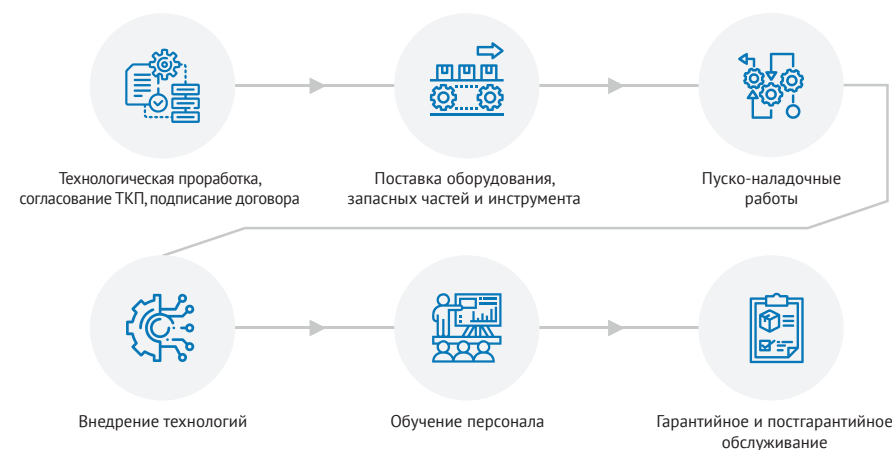 Технологическая проработка,
согласование ТКП, подписание договора
Поставка оборудования,
запасных частей и инструмента
Пуско-наладочные
работы
Внедрение технологий
Обучение персонала
Гарантийное и постгарантийное
обслуживание